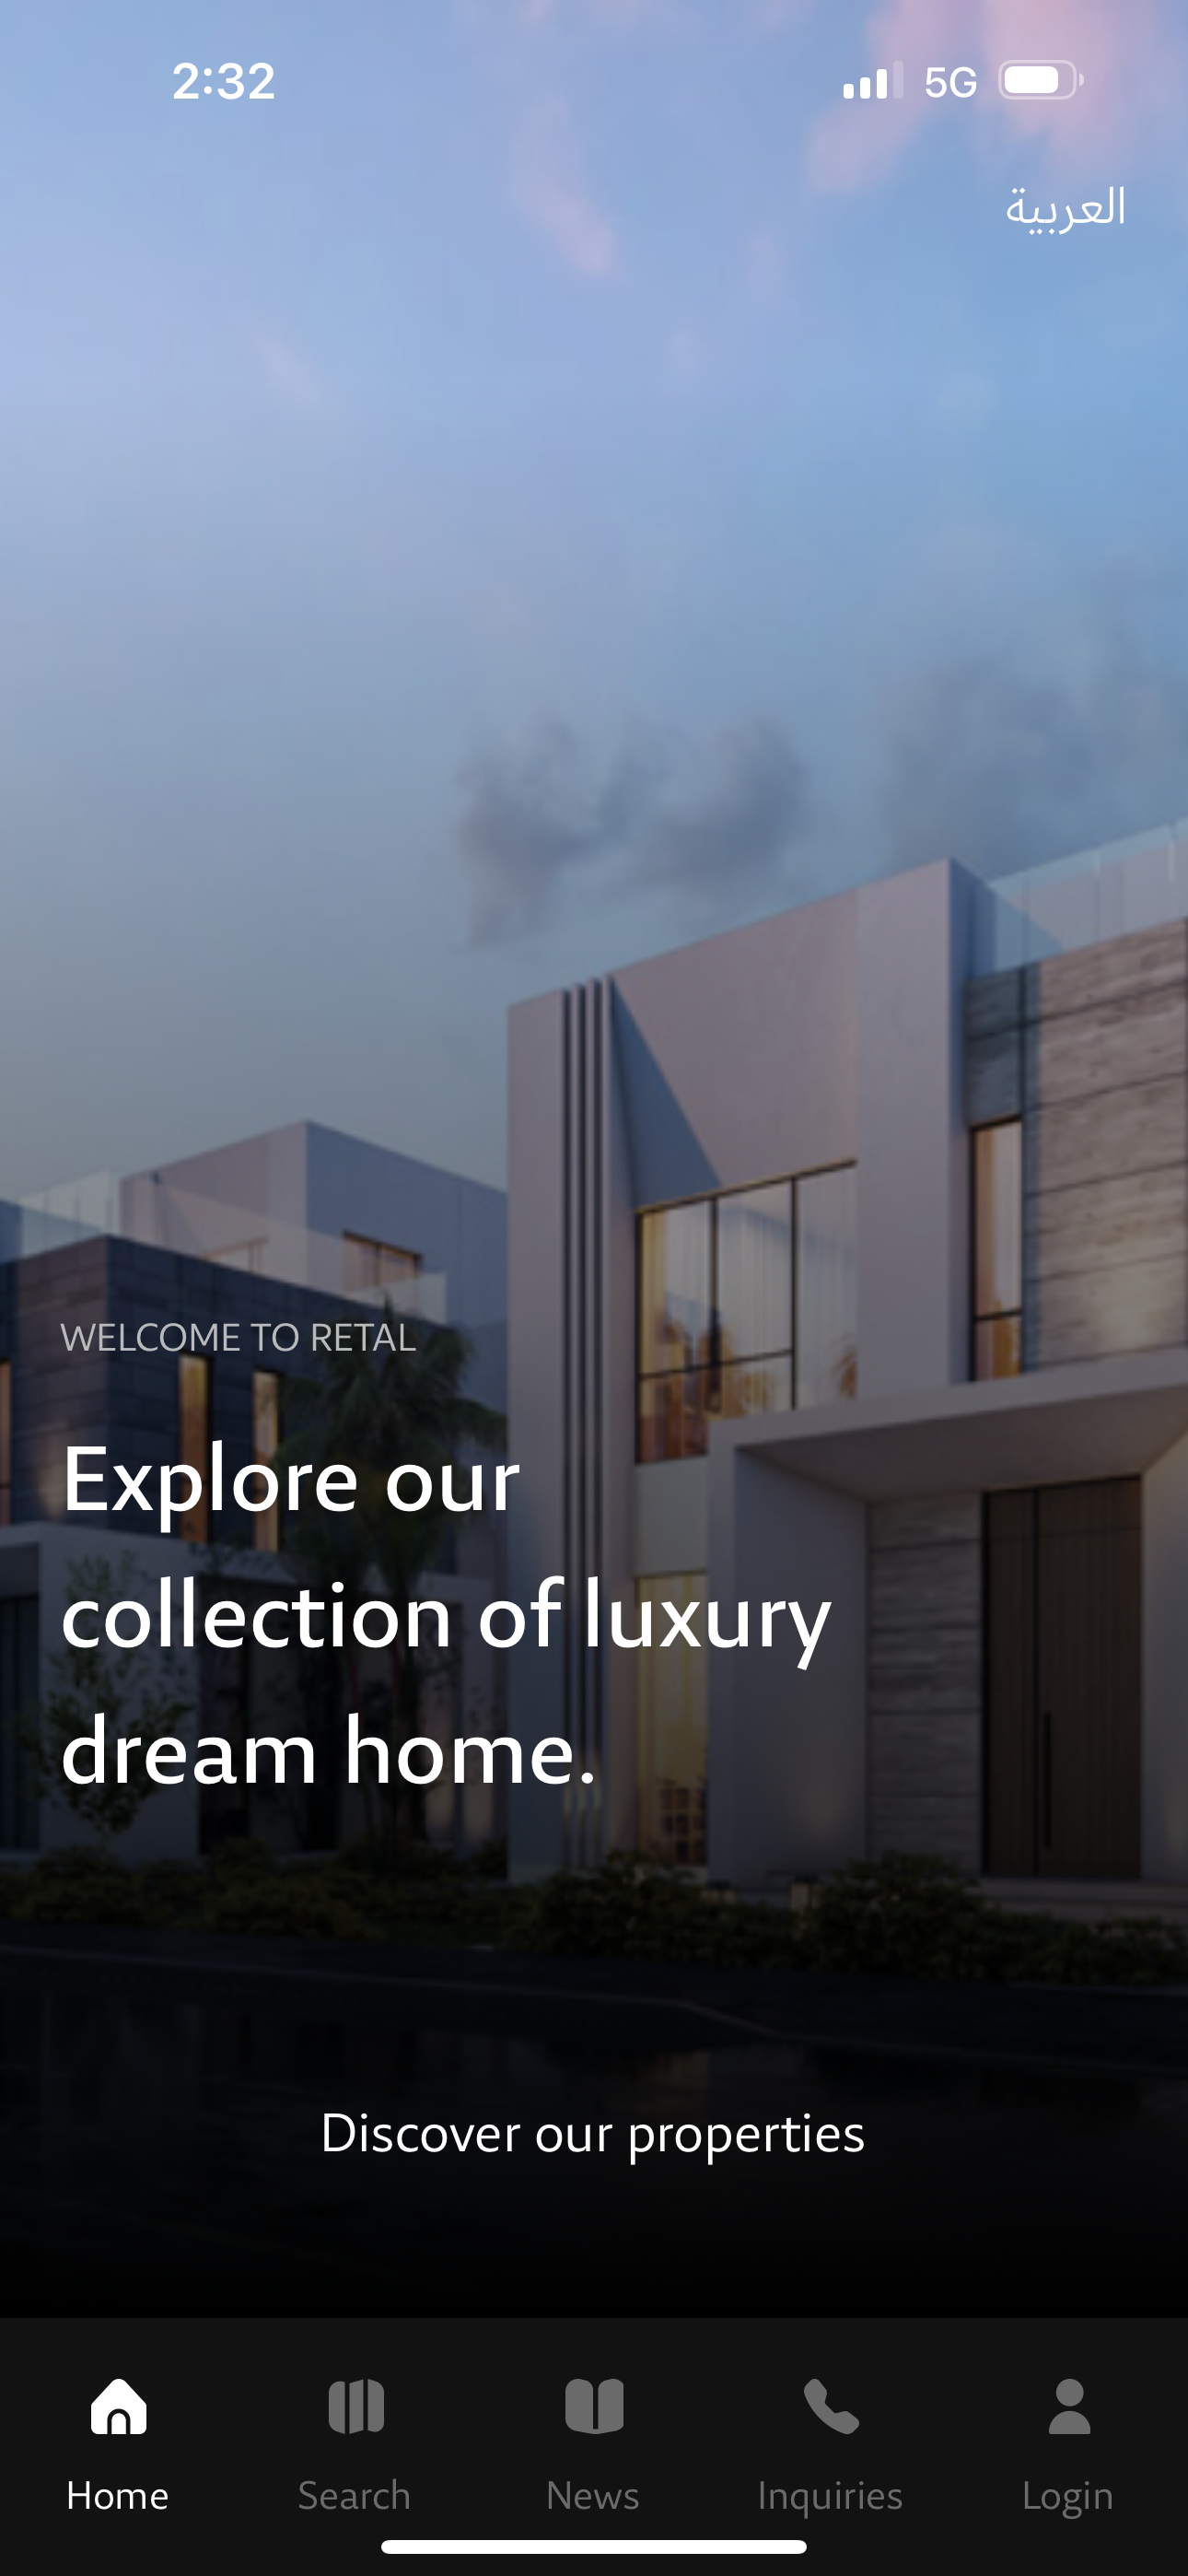 2:32
5G
العربية
WELCOME TO RETAL
Explore our
collection of luxury
dream home.
Discover our properties
Home
Search
News
Inquiries
Login